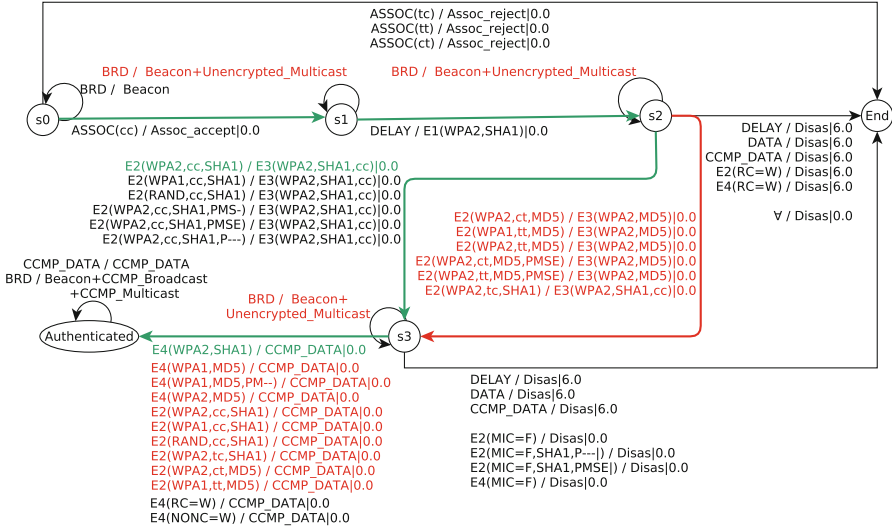 ASSOC(tc) / Assoc_reject|0.0
ASSOC(tt) / Assoc_reject|0.0
ASSOC(ct) / Assoc_reject|0.0
BRD /  Beacon+Unencrypted_Multicast
BRD /  Beacon+Unencrypted_Multicast
BRD /  Beacon
s0
s1
s2
End
ASSOC(cc) / Assoc_accept|0.0
DELAY / E1(WPA2,SHA1)|0.0
DELAY / Disas|6.0
DATA / Disas|6.0
CCMP_DATA / Disas|6.0
E2(RC=W) / Disas|6.0
E4(RC=W) / Disas|6.0
∀ / Disas|0.0
E2(WPA2,cc,SHA1) / E3(WPA2,SHA1,cc)|0.0
E2(WPA1,cc,SHA1) / E3(WPA2,SHA1,cc)|0.0
E2(RAND,cc,SHA1) / E3(WPA2,SHA1,cc)|0.0
E2(WPA2,cc,SHA1,PMS-) / E3(WPA2,SHA1,cc)|0.0
E2(WPA2,cc,SHA1,PMSE) / E3(WPA2,SHA1,cc)|0.0
E2(WPA2,cc,SHA1,P---) / E3(WPA2,SHA1,cc)|0.0
E2(WPA2,ct,MD5) / E3(WPA2,MD5)|0.0
E2(WPA1,tt,MD5) / E3(WPA2,MD5)|0.0
E2(WPA2,tt,MD5) / E3(WPA2,MD5)|0.0
E2(WPA2,ct,MD5,PMSE) / E3(WPA2,MD5)|0.0
E2(WPA2,tt,MD5,PMSE) / E3(WPA2,MD5)|0.0
E2(WPA2,tc,SHA1) / E3(WPA2,SHA1,cc)|0.0
CCMP_DATA / CCMP_DATA
BRD / Beacon+CCMP_Broadcast
+CCMP_Multicast
BRD /  Beacon+
Unencrypted_Multicast
Authenticated
s3
E4(WPA2,SHA1) / CCMP_DATA|0.0
E4(WPA1,MD5) / CCMP_DATA|0.0
E4(WPA1,MD5,PM--) / CCMP_DATA|0.0
E4(WPA2,MD5) / CCMP_DATA|0.0
E2(WPA2,cc,SHA1) / CCMP_DATA|0.0
E2(WPA1,cc,SHA1) / CCMP_DATA|0.0
E2(RAND,cc,SHA1) / CCMP_DATA|0.0
E2(WPA2,tc,SHA1) / CCMP_DATA|0.0
E2(WPA2,ct,MD5) / CCMP_DATA|0.0
E2(WPA1,tt,MD5) / CCMP_DATA|0.0
E4(RC=W) / CCMP_DATA|0.0
E4(NONC=W) / CCMP_DATA|0.0
DELAY / Disas|6.0
DATA / Disas|6.0
CCMP_DATA / Disas|6.0
E2(MIC=F) / Disas|0.0
E2(MIC=F,SHA1,P---|) / Disas|0.0
E2(MIC=F,SHA1,PMSE|) / Disas|0.0
E4(MIC=F) / Disas|0.0